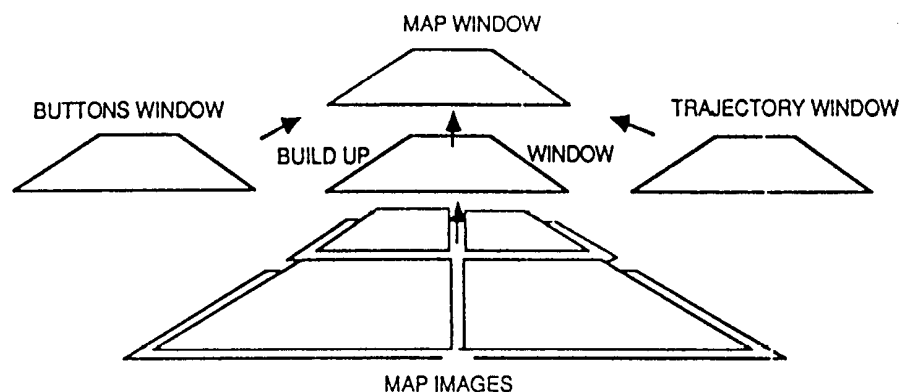 MAP WINDOW
BUTTONS WINDOW
TRAJECTORY WINDOW
BUILD UP WINDOW
MAP IMAGES